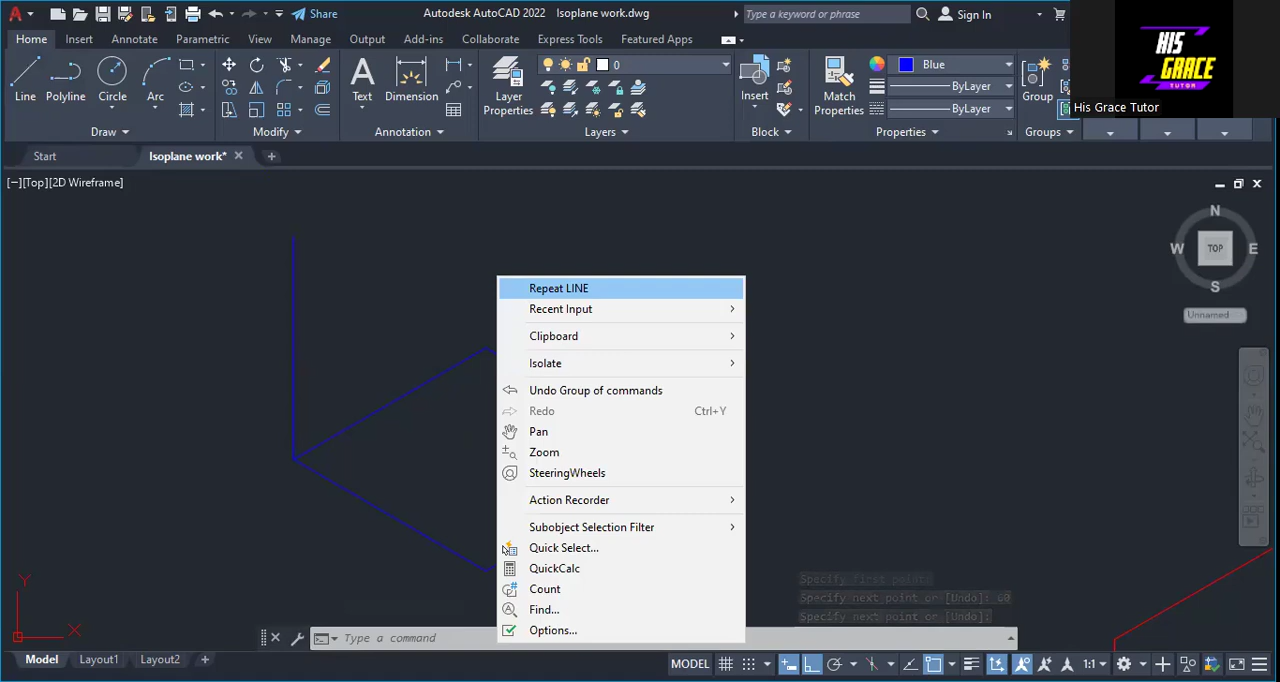 Share
Autodesk AutoCAD 2022 Isoplane work.dwg
Type a keyword or phrase
Sign In
HIS
GRACE
TUTOR
His Grace Tutor
Home Insert Annotate Parametric View Manage Output Add-ins Collaborate Express Tools Featured Apps
0
Blue
ByLayer
ByLayer
Line Polyline Circle Arc
Text Dimension
Layer
Properties
Insert
Match
Properties
Group
Draw Modify Annotation Layers Block Properties Groups
Start Isoplane work*
[−][Top][2D Wireframe]
N
W TOP E
S
Unnamed
Repeat LINE
Recent Input
Clipboard
Isolate
Undo Group of commands
Redo Ctrl+Y
Pan
Zoom
SteeringWheels
Action Recorder
Subobject Selection Filter
Quick Select...
QuickCalc
Count
Find...
Options...
Y
X
Specify first point:
Specify next point or [Undo]: 60
Specify next point or [Undo]:
Type a command
Model Layout1 Layout2
MODEL
1:1